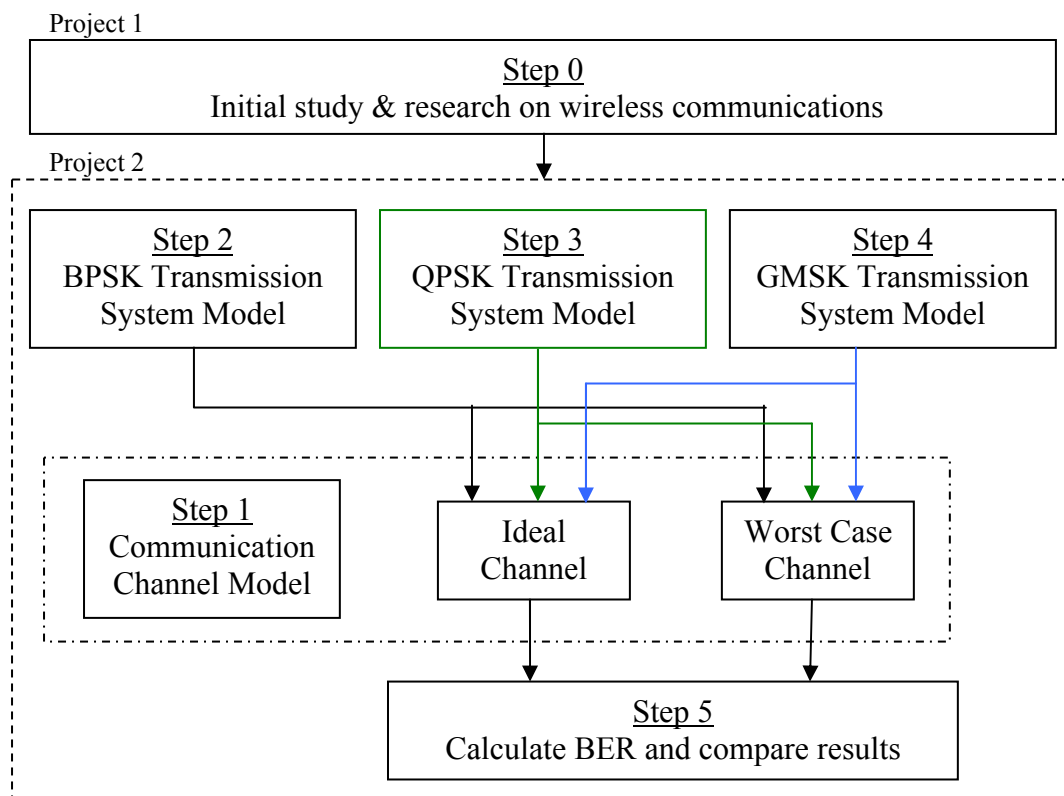 Project 1
Step 0
Initial study & research on wireless communications
Project 2
Step 2
BPSK Transmission
System Model
Step 3
QPSK Transmission
System Model
Step 4
GMSK Transmission
System Model
Step 1
Communication
Channel Model
Ideal
Channel
Worst Case
Channel
Step 5
Calculate BER and compare results